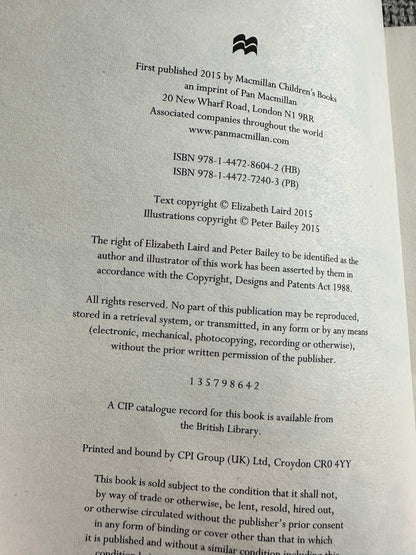 First published 2015 by Macmillan Children's Books
an imprint of Pan Macmillan
20 New Wharf Road, London N1 9RR
Associated companies throughout the world
www.panmacmillan.com
ISBN 978-1-4472-8604-2 (HB)
ISBN 978-1-4472-7240-3 (PB)
Text copyright © Elizabeth Laird 2015
Illustrations copyright © Peter Bailey 2015
The right of Elizabeth Laird and Peter Bailey to be identified as the
author and illustrator of this work has been asserted by them in
accordance with the Copyright, Designs and Patents Act 1988.
All rights reserved. No part of this publication may be reproduced,
stored in a retrieval system, or transmitted, in any form or by any means
(electronic, mechanical, photocopying, recording or otherwise),
without the prior written permission of the publisher.
1 3 5 7 9 8 6 4 2
A CIP catalogue record for this book is available from
the British Library.
Printed and bound by CPI Group (UK) Ltd, Croydon CR0 4YY
This book is sold subject to the condition that it shall not,
by way of trade or otherwise, be lent, resold, hired out,
or otherwise circulated without the publisher's prior consent
in any form of binding or cover other than that in which
it is published and without a similar condition including this